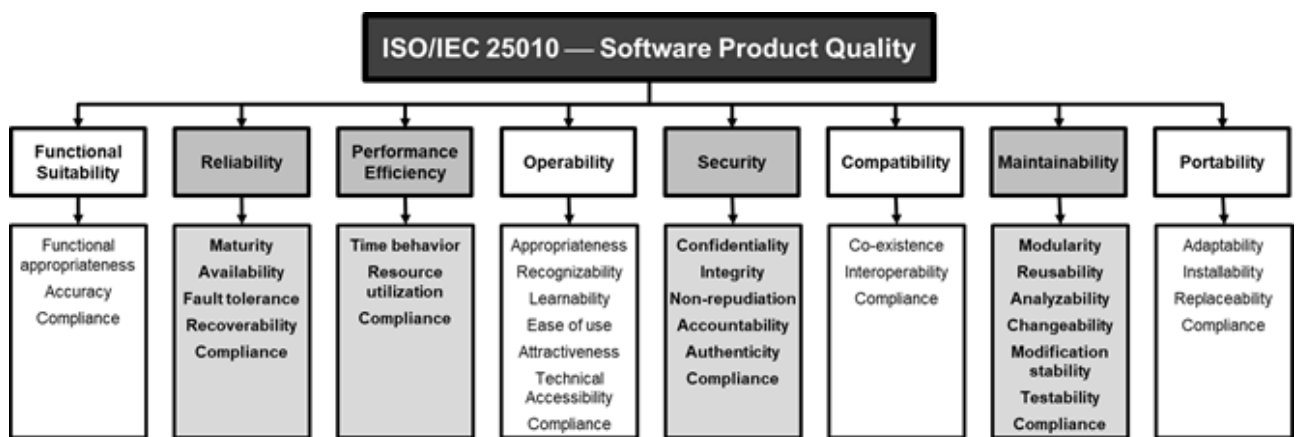 ISO/IEC 25010 — Software Product Quality
Functional
Suitability
Reliability
Performance
Efficiency
Operability
Security
Compatibility
Maintainability
Portability
Functional
appropriateness
Accuracy
Compliance
Maturity
Availability
Fault tolerance
Recoverability
Compliance
Time behavior
Resource
utilization
Compliance
Appropriateness
Recognizability
Learnability
Ease of use
Attractiveness
Technical
Accessibility
Compliance
Confidentiality
Integrity
Non-repudiation
Accountability
Authenticity
Compliance
Co-existence
Interoperability
Compliance
Modularity
Reusability
Analyzability
Changeability
Modification
stability
Testability
Compliance
Adaptability
Installability
Replaceability
Compliance